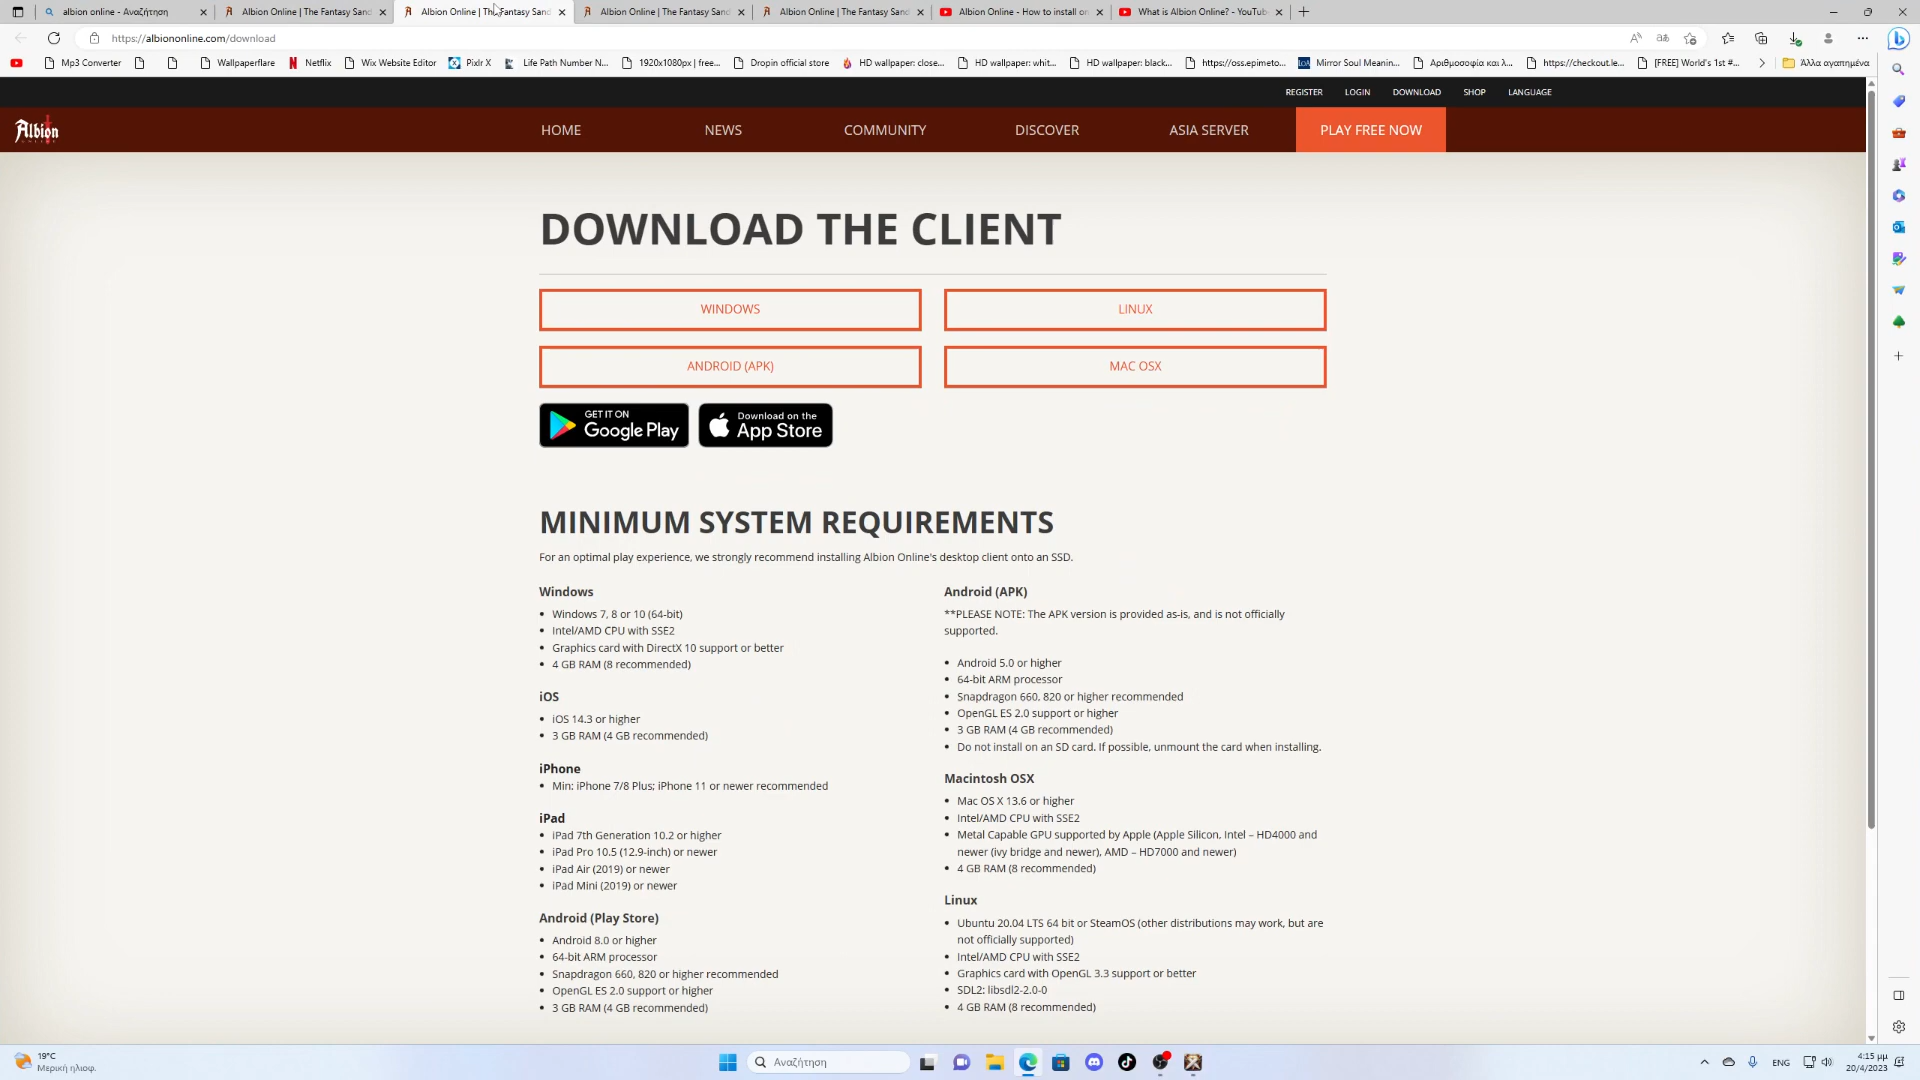 albion online - Αναζήτηση
Albion Online | The Fantasy Sand
Albion Online | The Fantasy Sand
Albion Online | The Fantasy Sand
Albion Online | The Fantasy Sand
Albion Online - How to install on
What is Albion Online? - YouTub
https://albiononline.com/download
Mp3 Converter
Wallpaperflare
Netflix
Wix Website Editor
Pixlr X
Life Path Number N...
1920x1080px | free...
Dropin official store
HD wallpaper: close...
HD wallpaper: whit...
HD wallpaper: black...
https://oss.epimeto...
Mirror Soul Meanin...
Αριθμοσοφία και λ...
https://checkout.le...
[FREE] World's 1st #...
Άλλα αγαπημένα
REGISTER LOGIN DOWNLOAD SHOP LANGUAGE
Albion
ONLINE
HOME NEWS COMMUNITY DISCOVER ASIA SERVER PLAY FREE NOW
DOWNLOAD THE CLIENT
WINDOWS
LINUX
ANDROID (APK)
MAC OSX
GET IT ON
Google Play
Download on the
App Store
MINIMUM SYSTEM REQUIREMENTS
For an optimal play experience, we strongly recommend installing Albion Online's desktop client onto an SSD.
Windows
• Windows 7, 8 or 10 (64-bit)
• Intel/AMD CPU with SSE2
• Graphics card with DirectX 10 support or better
• 4 GB RAM (8 recommended)
iOS
• iOS 14.3 or higher
• 3 GB RAM (4 GB recommended)
iPhone
• Min: iPhone 7/8 Plus; iPhone 11 or newer recommended
iPad
• iPad 7th Generation 10.2 or higher
• iPad Pro 10.5 (12.9-inch) or newer
• iPad Air (2019) or newer
• iPad Mini (2019) or newer
Android (Play Store)
• Android 8.0 or higher
• 64-bit ARM processor
• Snapdragon 660, 820 or higher recommended
• OpenGL ES 2.0 support or higher
• 3 GB RAM (4 GB recommended)
Android (APK)
**PLEASE NOTE: The APK version is provided as-is, and is not officially
supported.
• Android 5.0 or higher
• 64-bit ARM processor
• Snapdragon 660, 820 or higher recommended
• OpenGL ES 2.0 support or higher
• 3 GB RAM (4 GB recommended)
• Do not install on an SD card. If possible, unmount the card when installing.
Macintosh OSX
• Mac OS X 13.6 or higher
• Intel/AMD CPU with SSE2
• Metal Capable GPU supported by Apple (Apple Silicon, Intel – HD4000 and
newer (ivy bridge and newer), AMD – HD7000 and newer)
• 4 GB RAM (8 recommended)
Linux
• Ubuntu 20.04 LTS 64 bit or SteamOS (other distributions may work, but are
not officially supported)
• Intel/AMD CPU with SSE2
• Graphics card with OpenGL 3.3 support or better
• SDL2: libsdl2-2.0-0
• 4 GB RAM (8 recommended)
19°C
Μερική ηλιοφ.
Αναζήτηση
ENG
4:15 μμ
20/4/2023